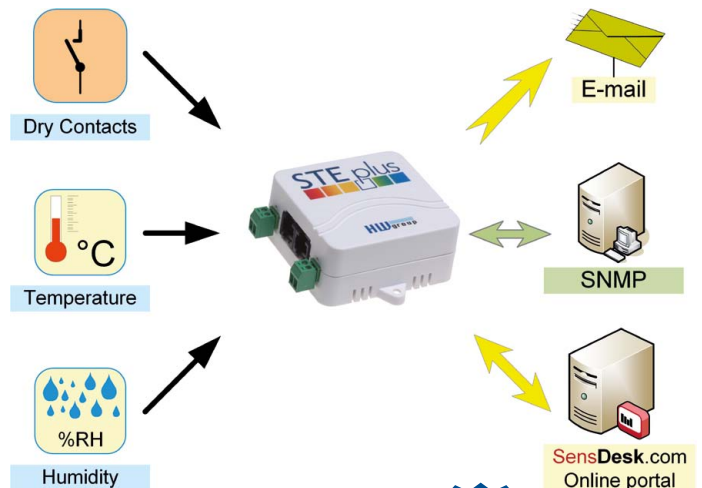 Dry Contacts
°C
Temperature
%RH
Humidity
STE plus
HW group
E-mail
SNMP
SensDesk.com
Online portal